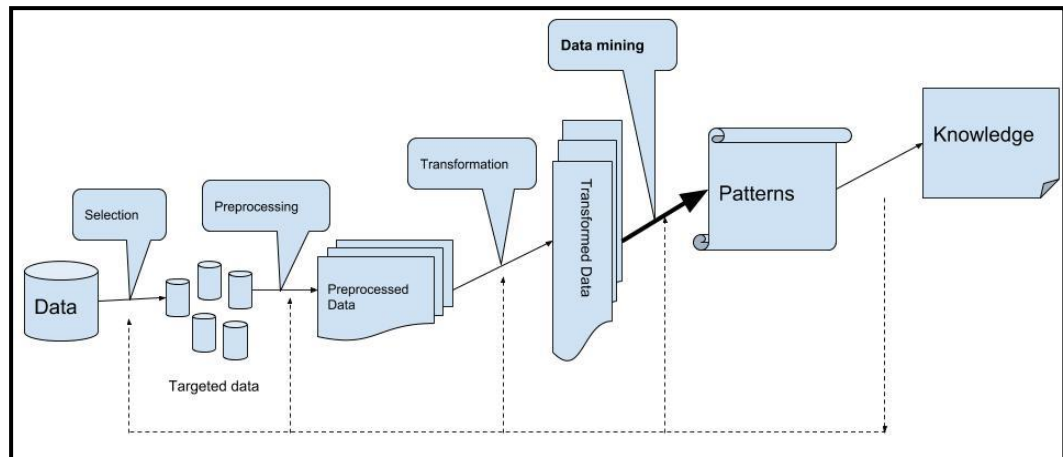 Data mining
Knowledge
Transformation
Preprocessing
Patterns
Selection
Transformed Data
Data
Preprocessed
Data
Targeted data